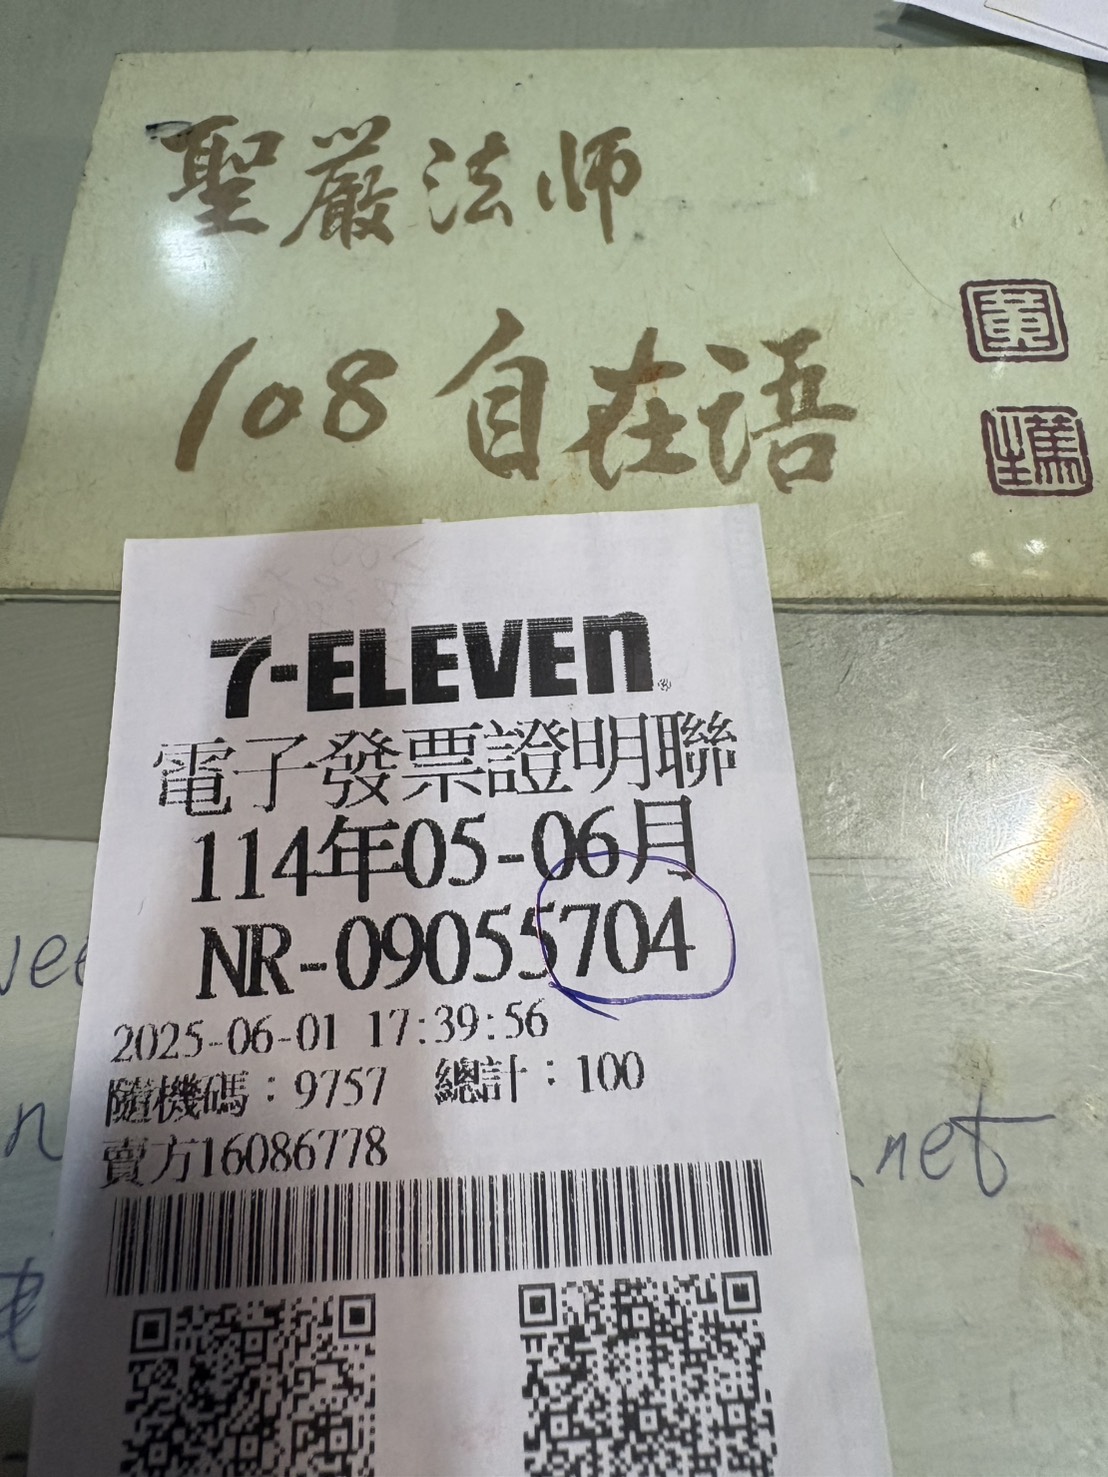 聖嚴法师
108自在语
7-ELEVEn
電子發票證明聯
114年05-06月
NR-09055704
2025-06-01 17:39:56
隨機碼：9757 總計：100
賣方16086778
.net